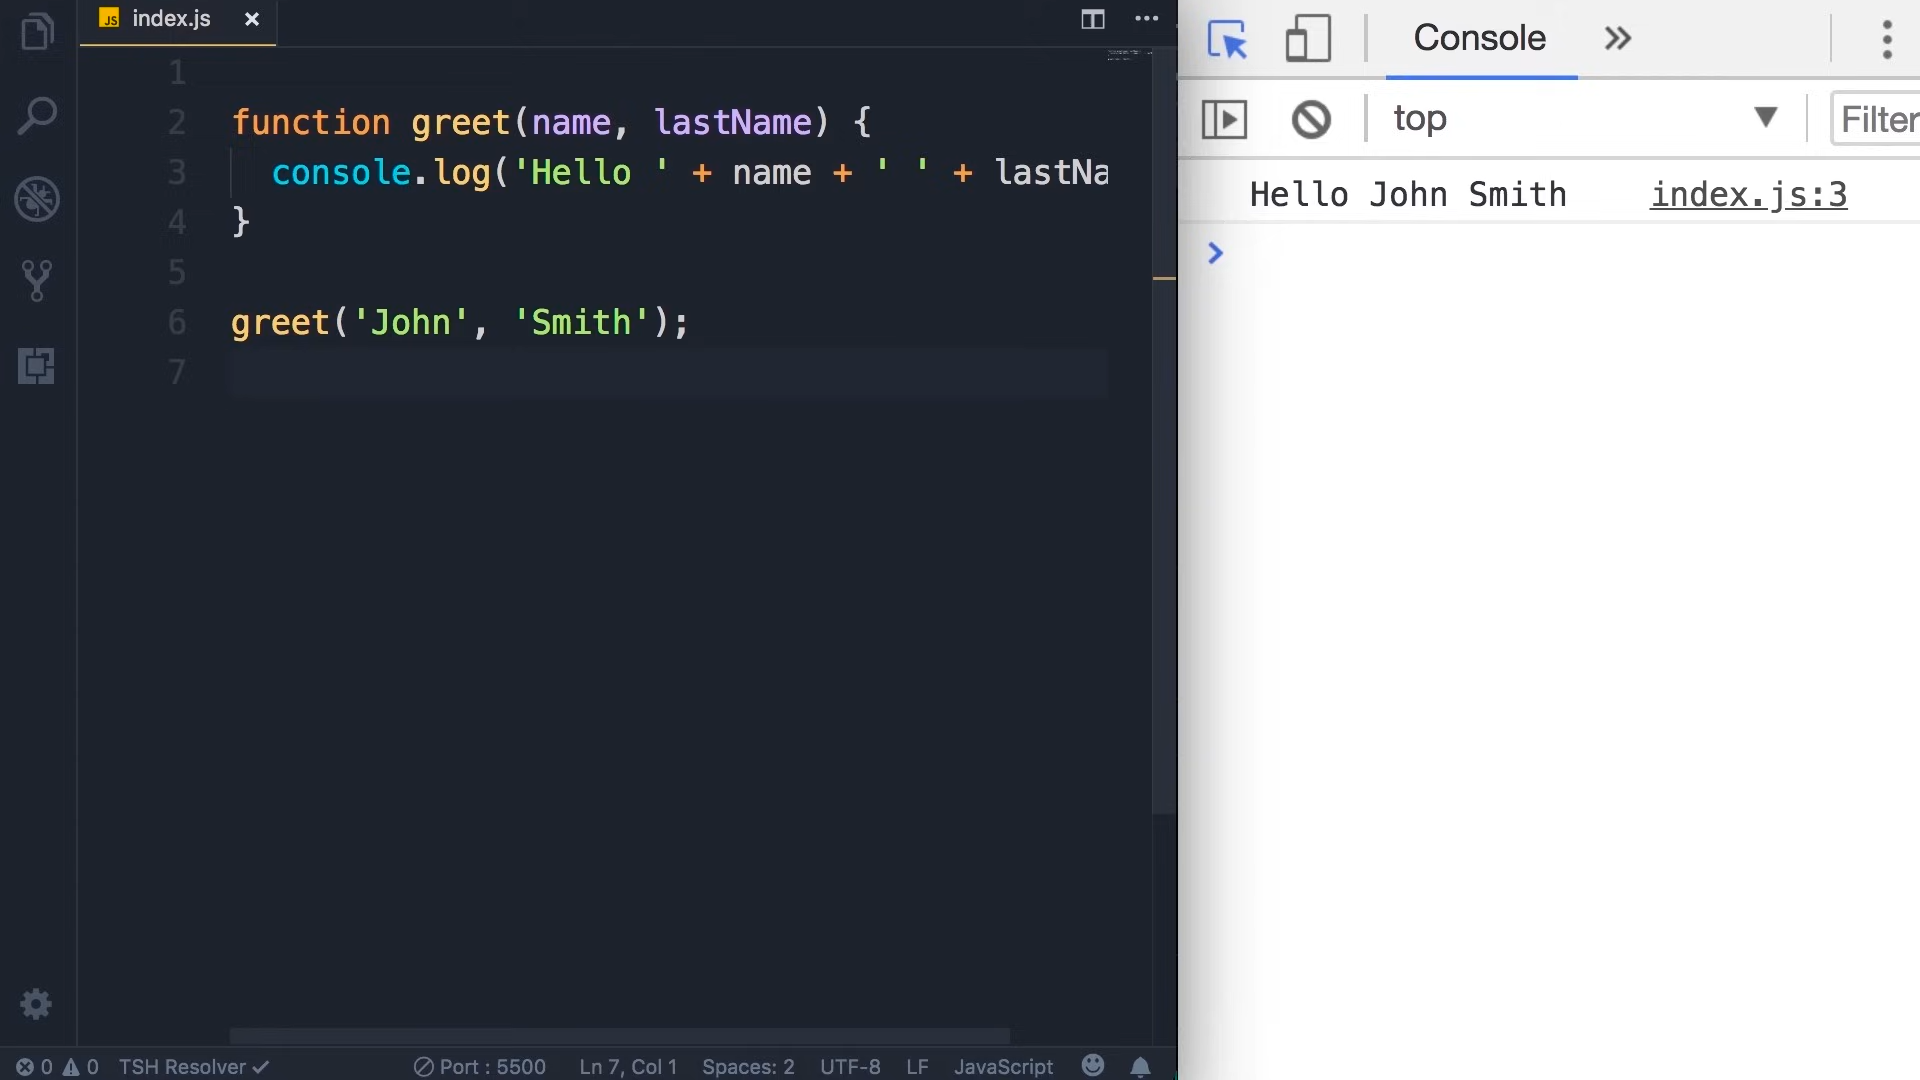 JS index.js ×
1
2 function greet(name, lastName) {
3 console.log('Hello ' + name + ' ' + lastNa
4 }
5
6 greet('John', 'Smith');
7
0 0 TSH Resolver ✓ Port : 5500 Ln 7, Col 1 Spaces: 2 UTF-8 LF JavaScript
Console »
top ▼ Filter
Hello John Smith index.js:3
>